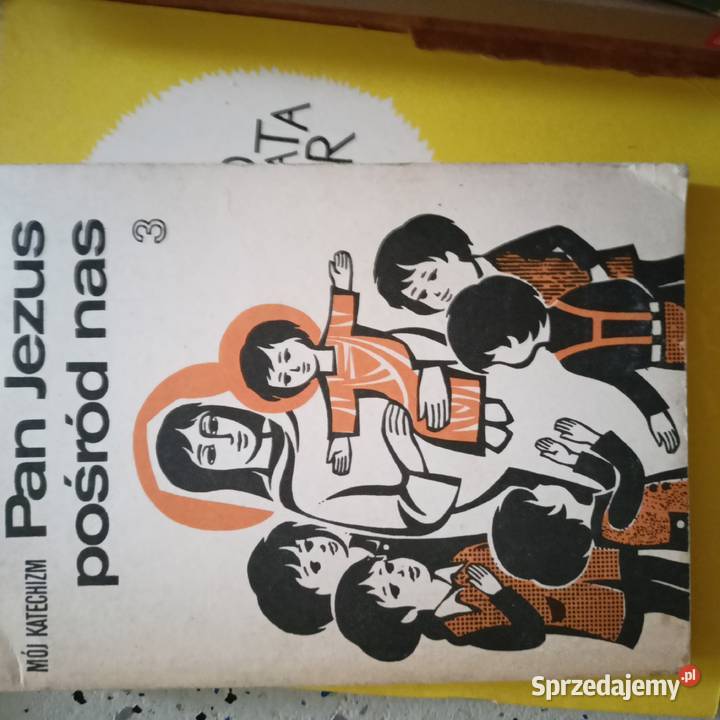 MÓJ KATECHIZM
Pan Jezus
pośród nas
3
Sprzedajemy.pl